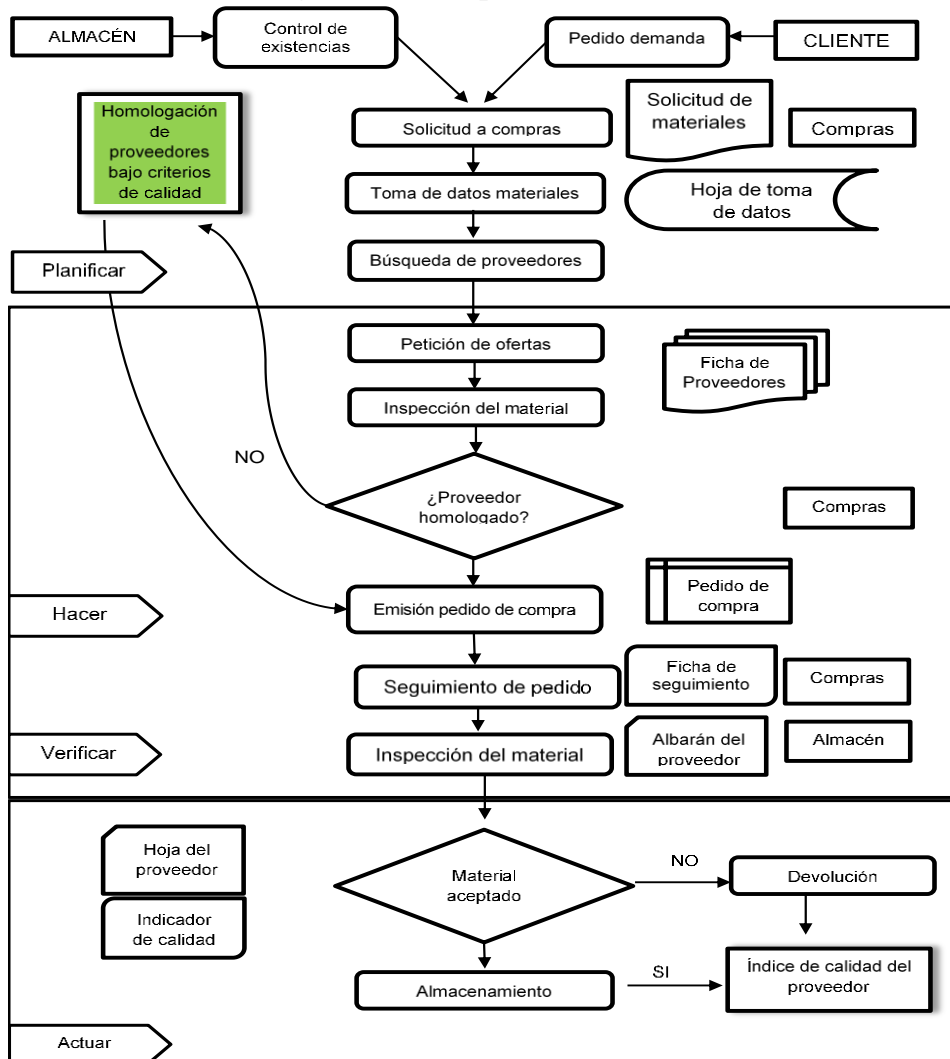 ALMACÉN
Control de
existencias
Pedido demanda
CLIENTE
Homologación
de
proveedores
bajo criterios
de calidad
Solicitud a compras
Solicitud de
materiales
Compras
Toma de datos materiales
Hoja de toma
de datos
Planificar
Búsqueda de proveedores
Petición de ofertas
Ficha de
Proveedores
Inspección del material
NO
¿Proveedor
homologado?
Compras
Hacer
Emisión pedido de compra
Pedido de
compra
Seguimiento de pedido
Ficha de
seguimiento
Compras
Verificar
Inspección del material
Albarán del
proveedor
Almacén
Hoja del
proveedor
Indicador
de calidad
Material
aceptado
NO
Devolución
Almacenamiento
SI
Índice de calidad del
proveedor
Actuar